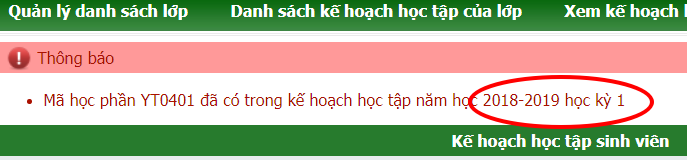 Quản lý danh sách lớp Danh sách kế hoạch học tập của lớp Xem kế hoạch
Thông báo
Mã học phần YT0401 đã có trong kế hoạch học tập năm học 2018-2019 học kỳ 1
Kế hoạch học tập sinh viên